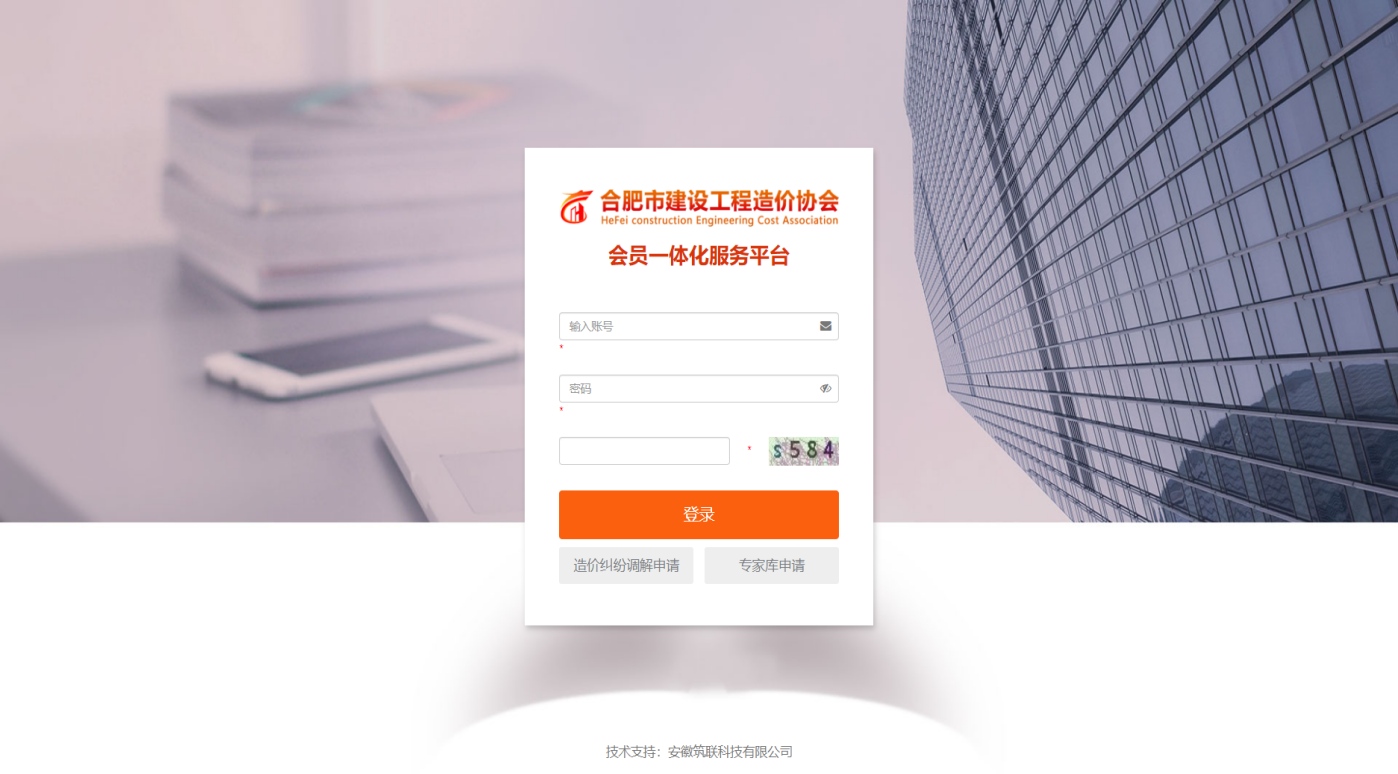 合肥市建设工程造价协会
HeFei construction Engineering Cost Association
会员一体化服务平台
输入账号
*
密码
*
* S584
登录
造价纠纷调解申请 专家库申请
技术支持：安徽筑联科技有限公司